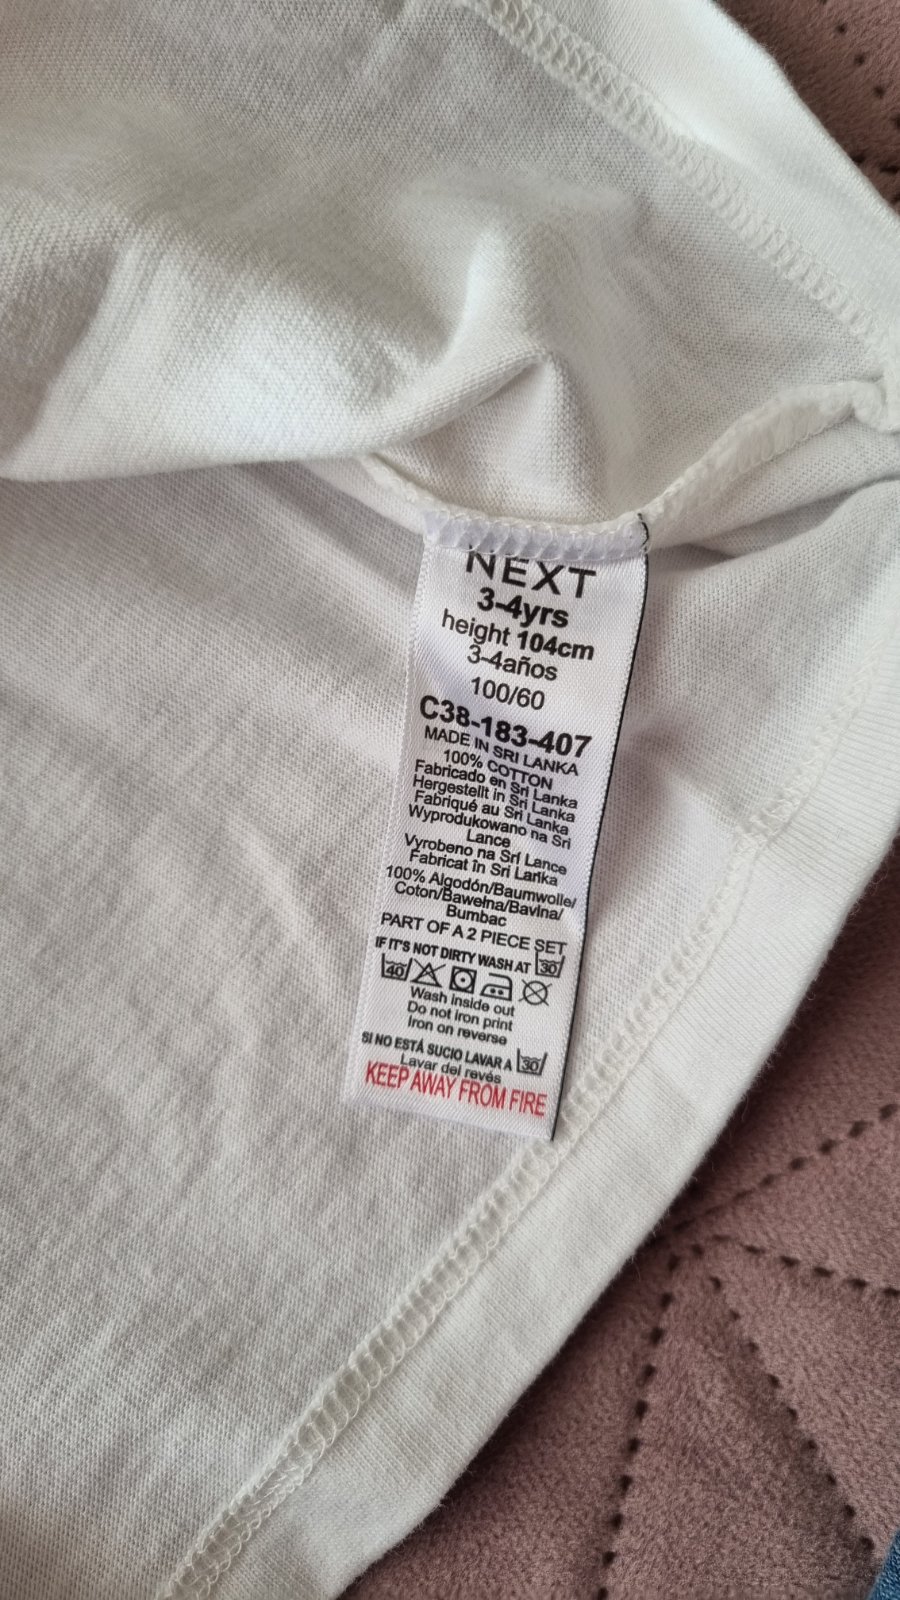 NEXT
3-4yrs
height 104cm
3-4años
100/60
C38-183-407
MADE IN SRI LANKA
100% COTTON
Fabricado en Sri Lanka
Hergestellt in Sri Lanka
Fabriqué au Sri Lanka
Wyprodukowano na Sri
Lance
Vyrobeno na Srí Lance
Fabricat în Sri Lanka
100% Algodón/Baumwolle/
Coton/Bawełna/Bavlna/
Bumbac
PART OF A 2 PIECE SET
IF IT'S NOT DIRTY WASH AT 30
40
Wash inside out
Do not iron print
Iron on reverse
SI NO ESTÁ SUCIO LAVAR A 30
Lavar del revés
KEEP AWAY FROM FIRE